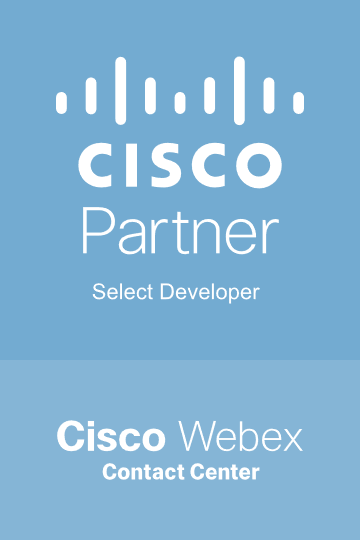 CISCO
Partner
Select Developer
Cisco Webex
Contact Center